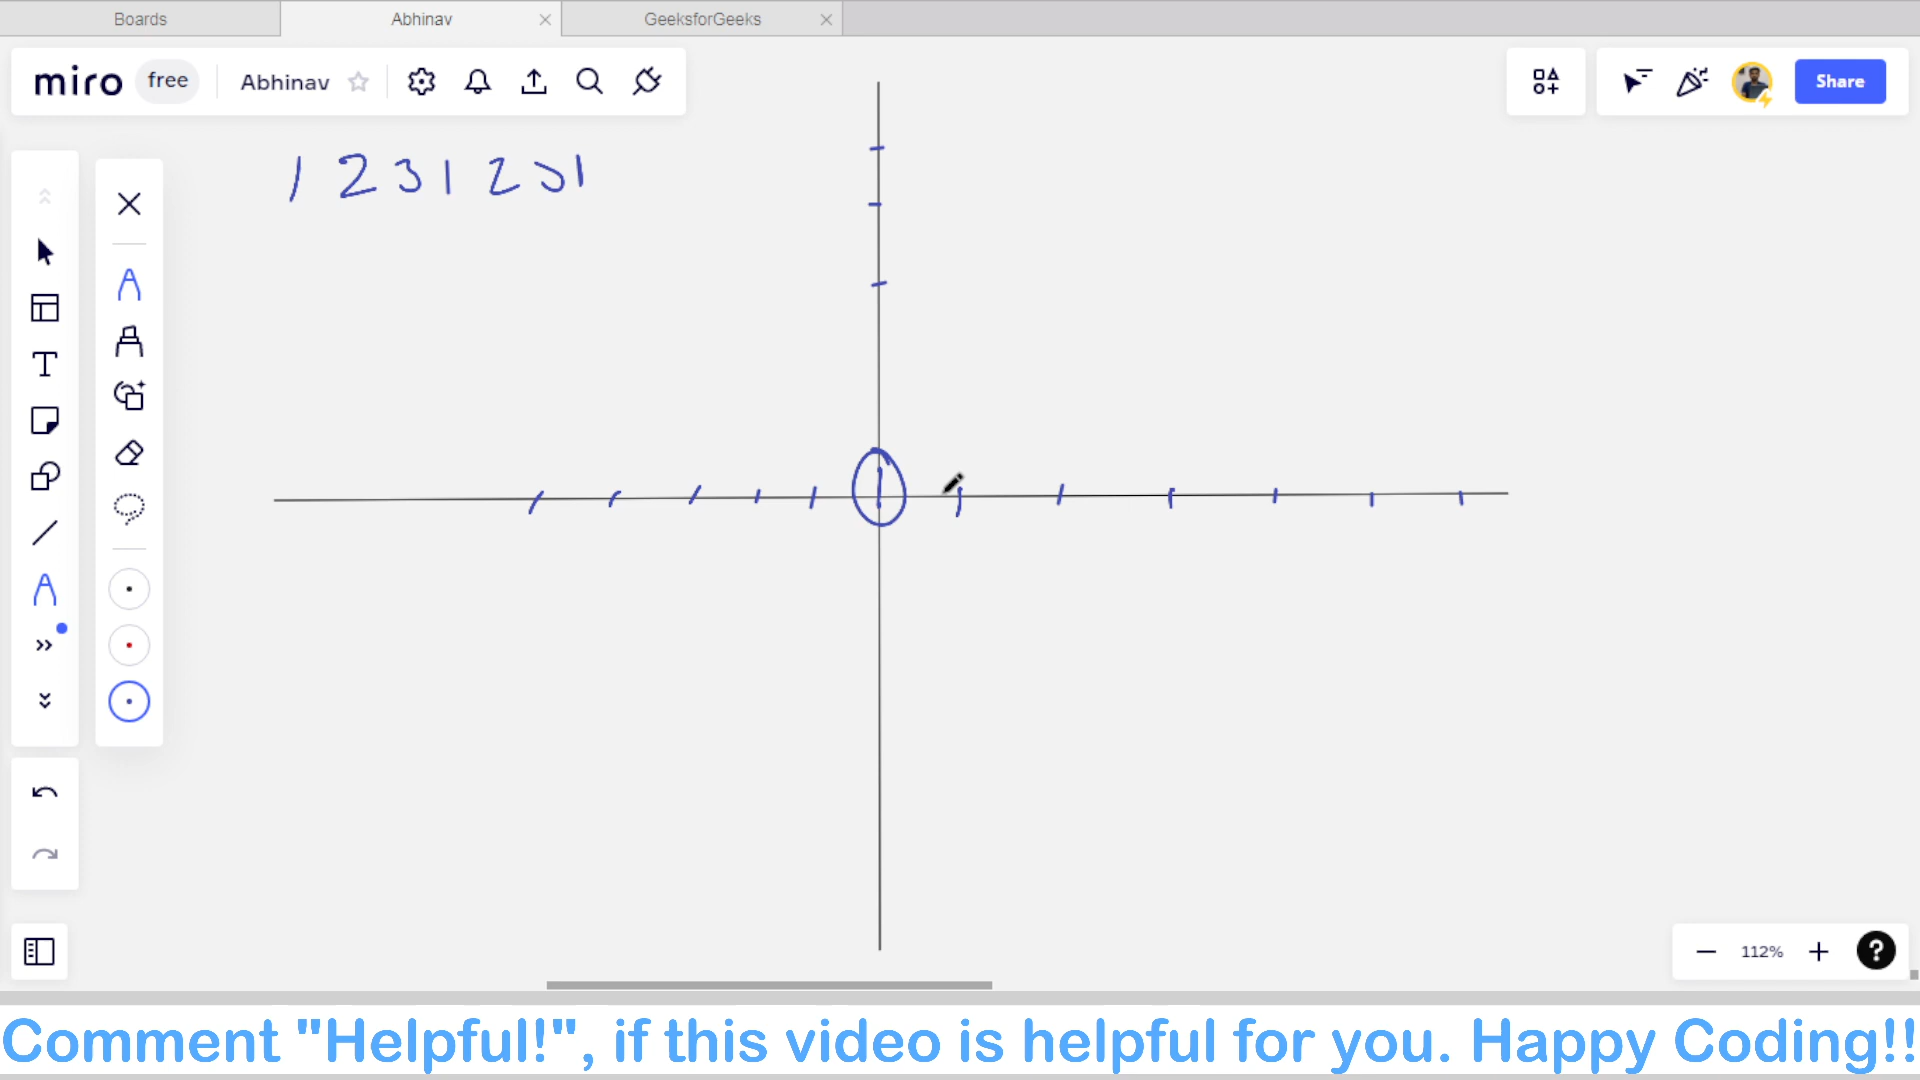 Boards Abhinav GeeksforGeeks
miro free Abhinav Share
1 2 3 1 2 3 1
T
112%
Comment "Helpful!", if this video is helpful for you. Happy Coding!!